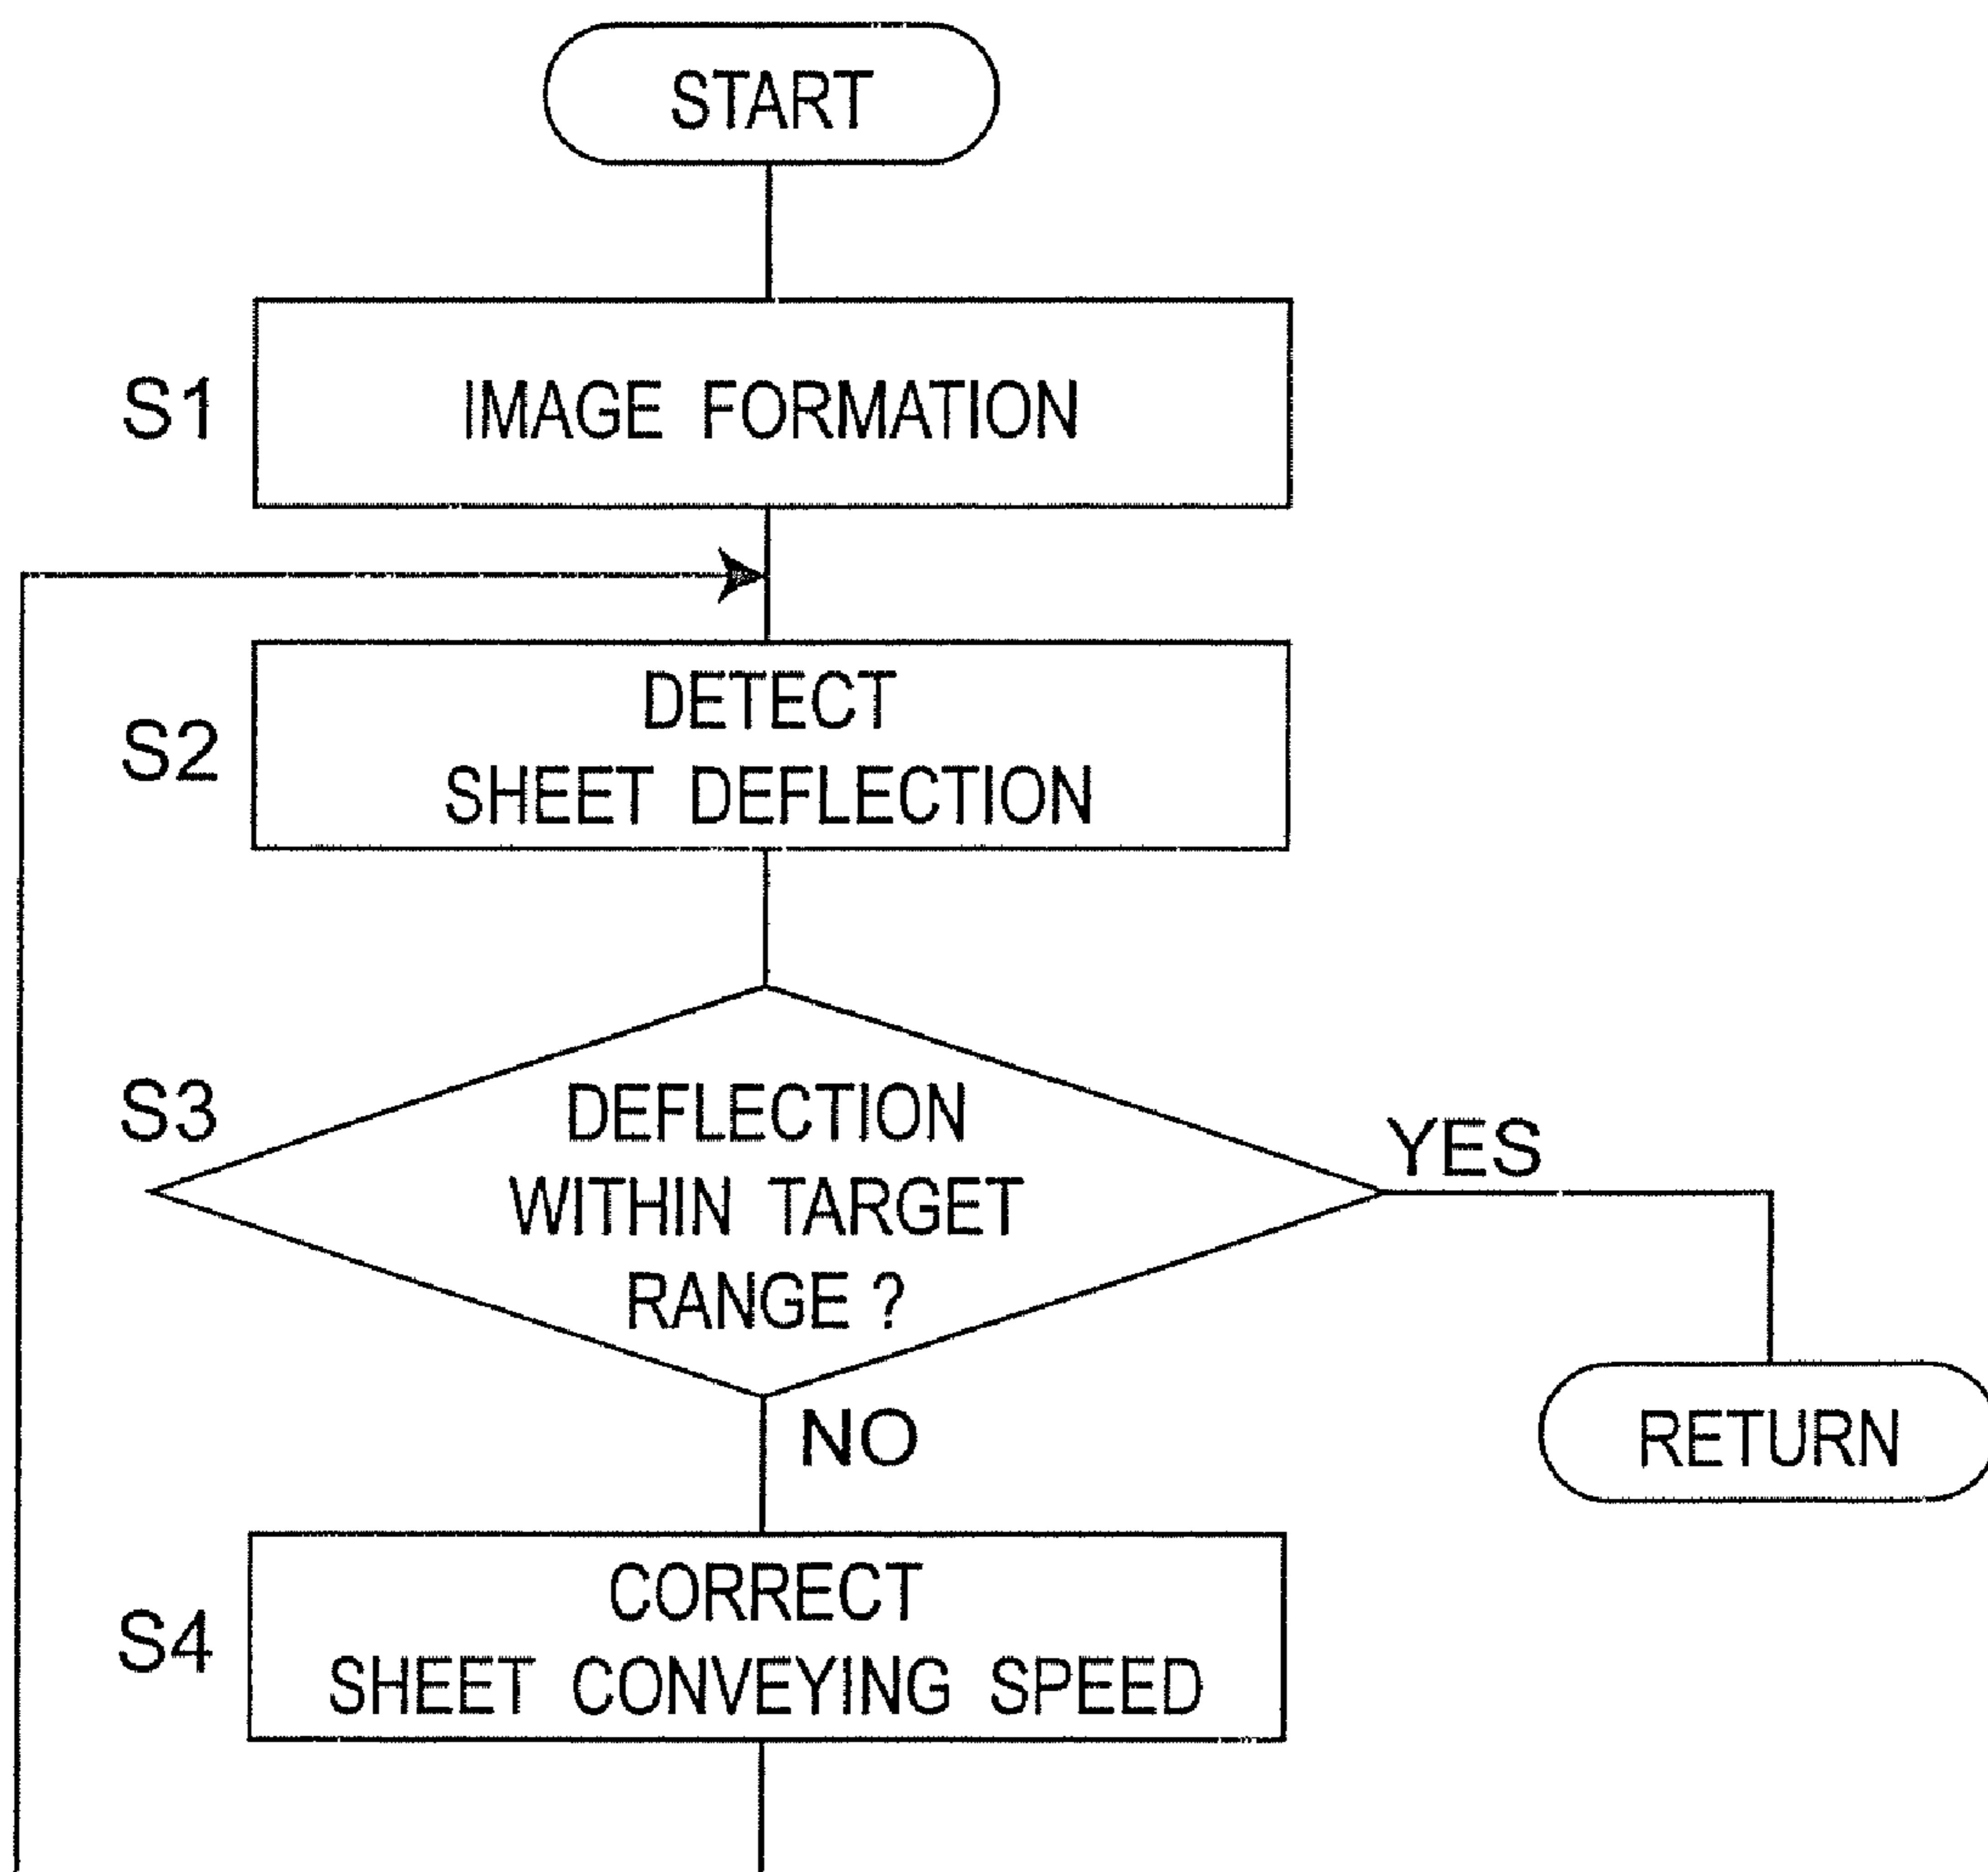 START
S1
IMAGE FORMATION
S2
DETECT
SHEET DEFLECTION
S3
DEFLECTION
WITHIN TARGET
RANGE ?
YES
RETURN
NO
S4
CORRECT
SHEET CONVEYING SPEED